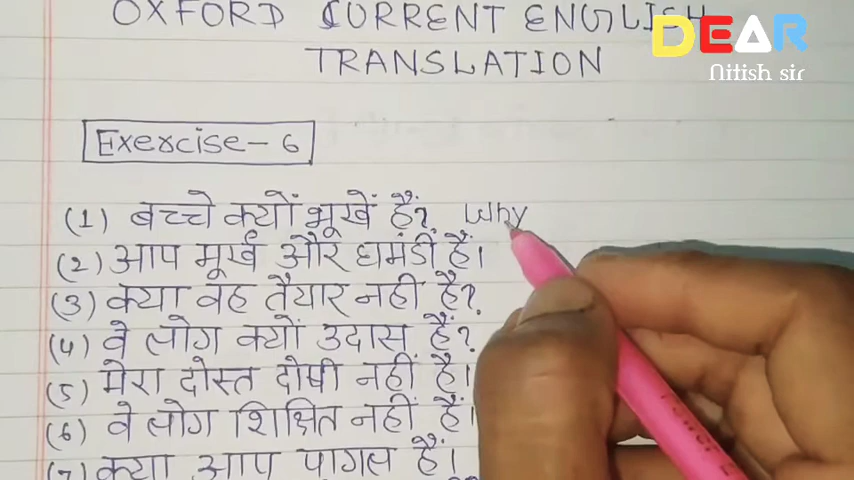 OXFORD CURRENT ENGLISH
TRANSLATION
DEAR
Nitish sir
Exercise-6
(1) बच्चे क्यों भूखें हैं? Why
(2) आप मूर्ख और घमंडी हैं।
(3) क्या वह तैयार नहीं है?
(4) वे लोग क्यों उदास हैं?
(5) मेरा दोस्त दोषी नहीं है।
(6) वे लोग शिक्षित नहीं हैं।
(7) क्या आप पागल हैं।